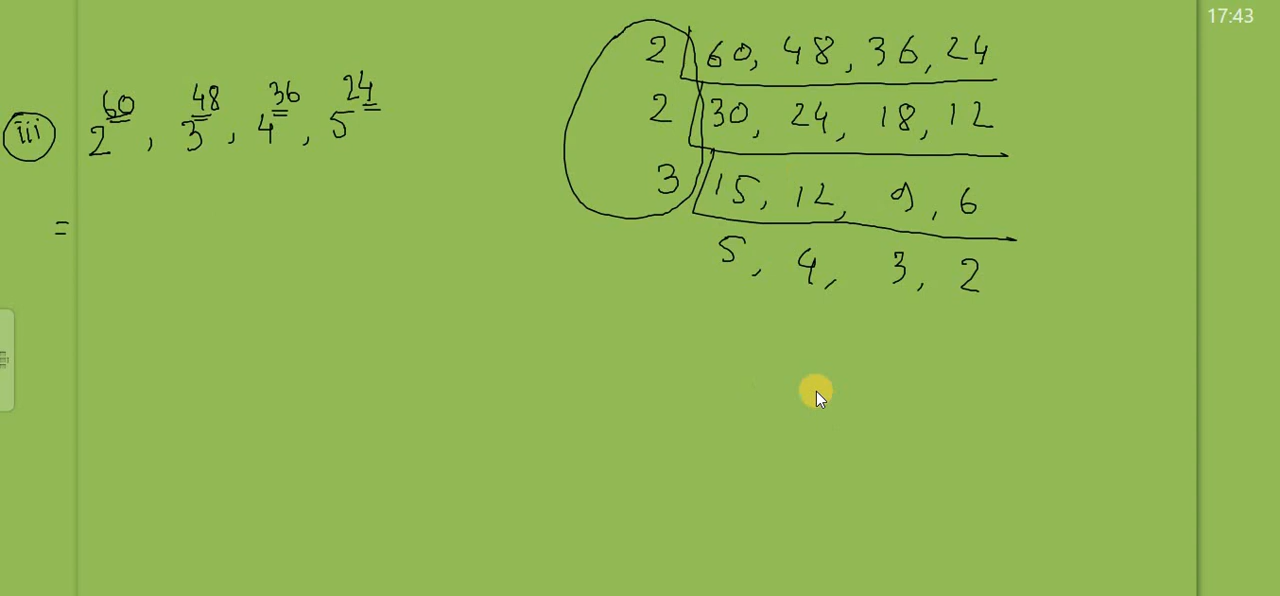 17:43
iii 2^60, 3^48, 4^36, 5^24
=
2 | 60, 48, 36, 24
2 | 30, 24, 18, 12
3 | 15, 12, 9, 6
5, 4, 3, 2